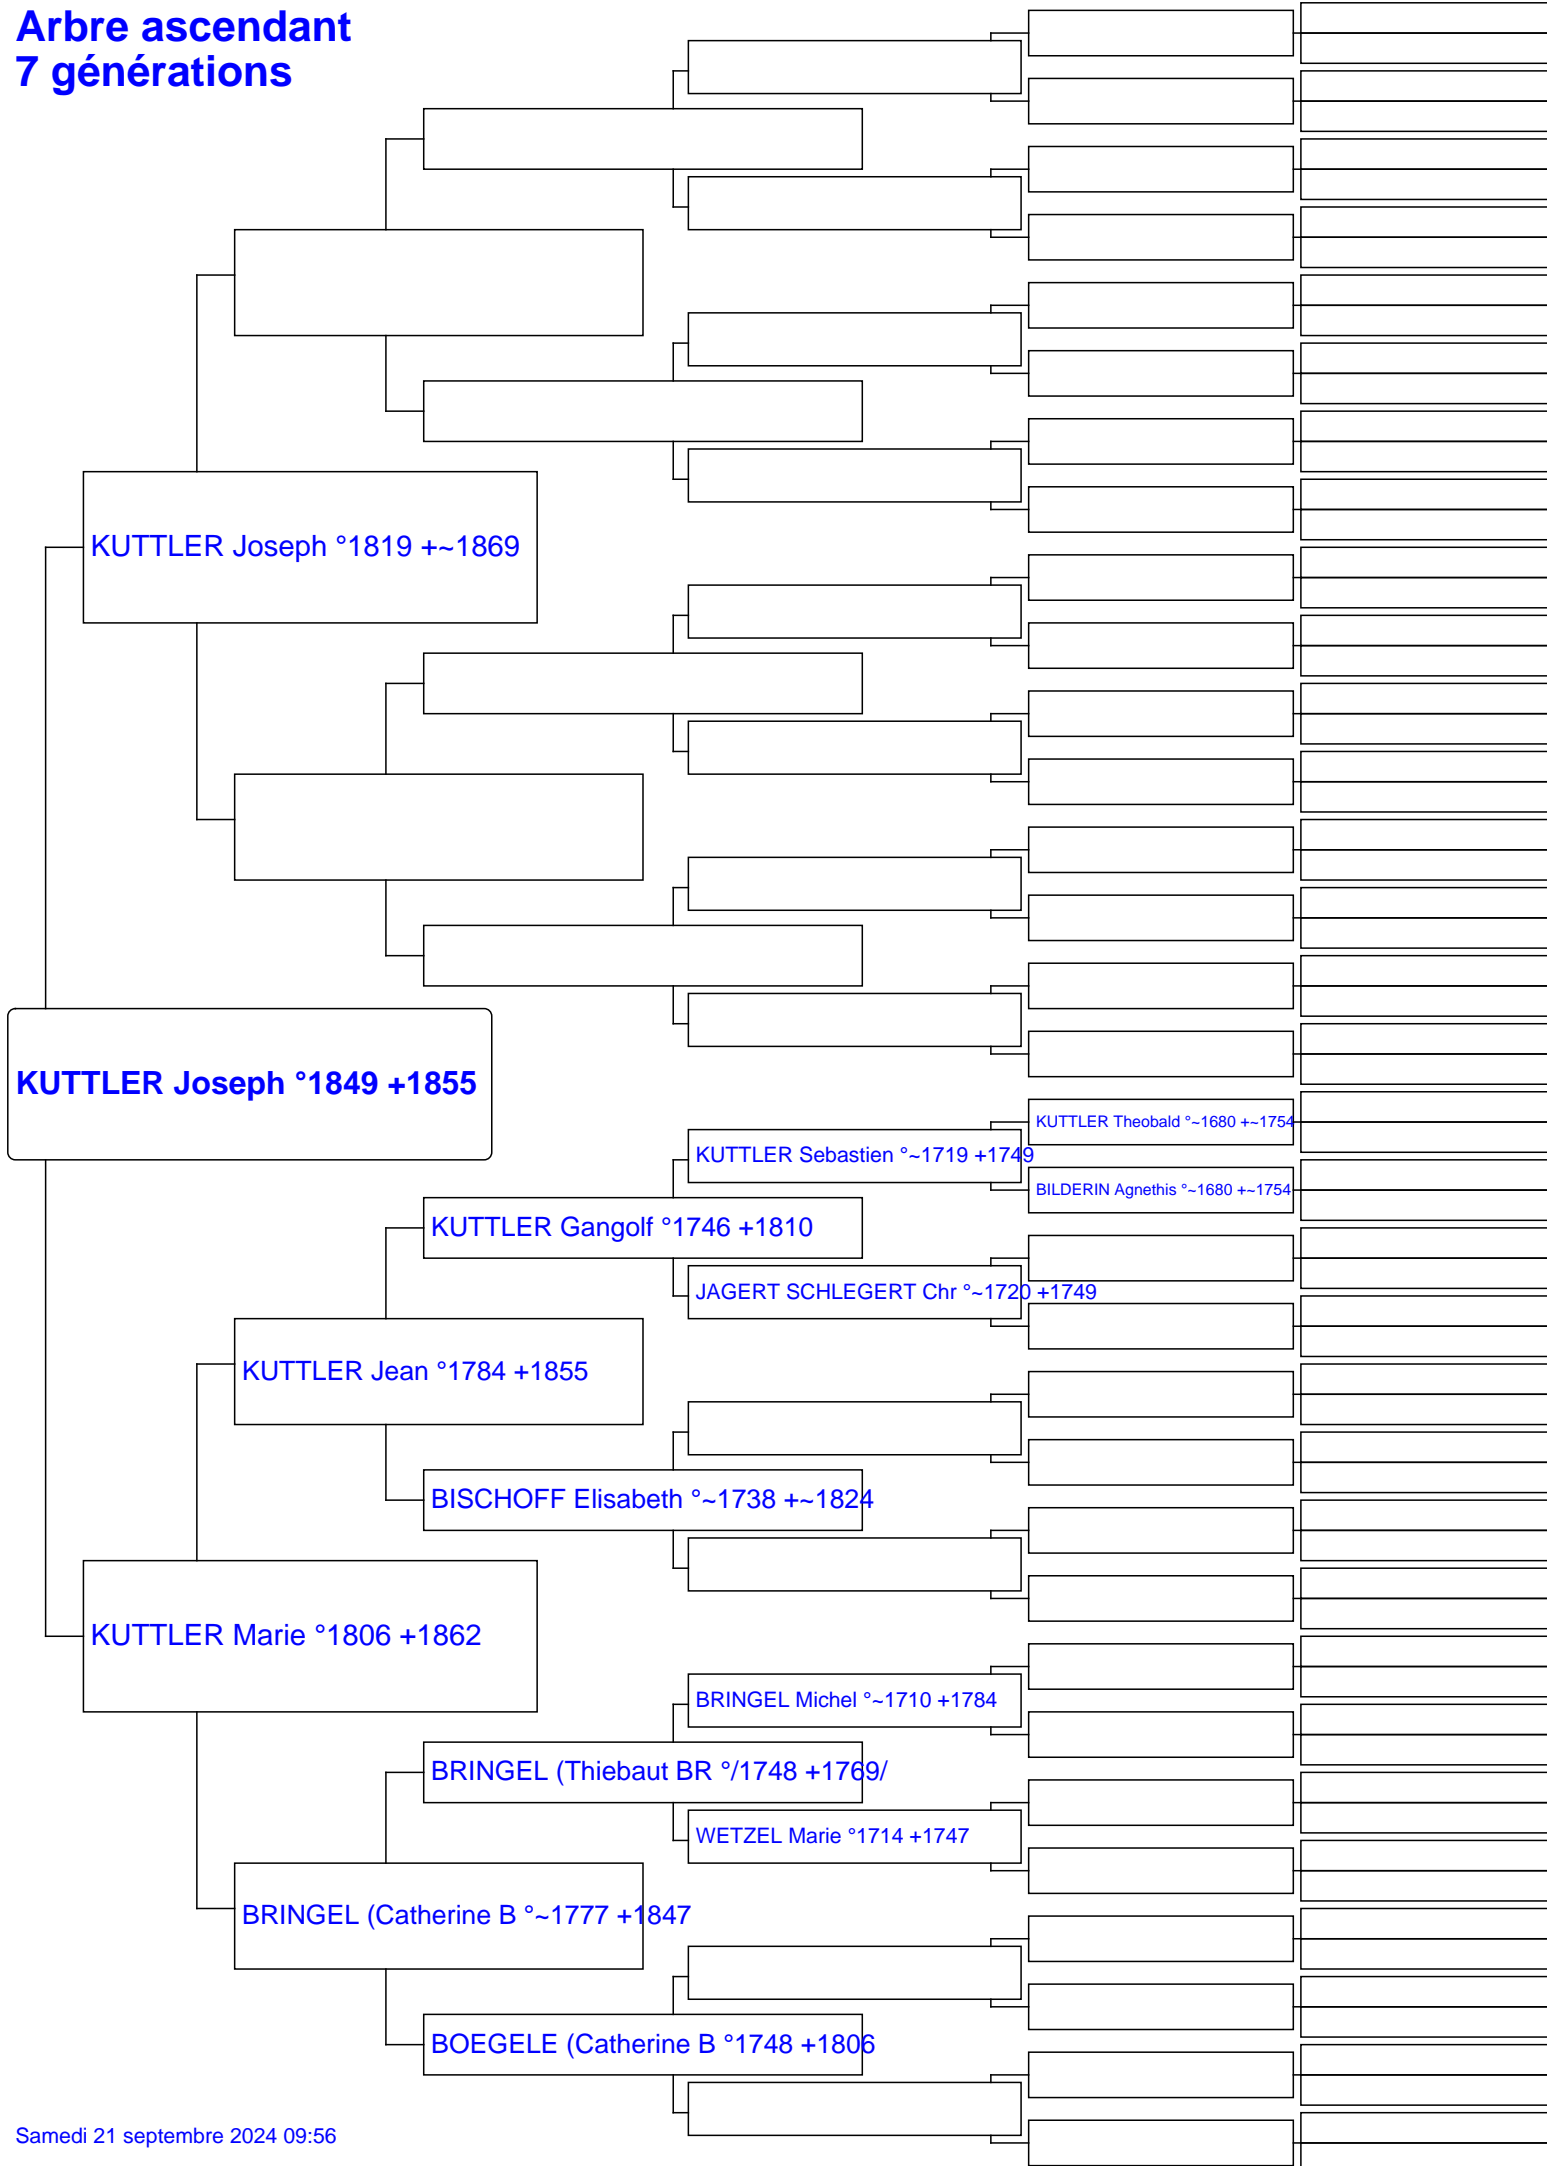 Arbre ascendant
7 générations
KUTTLER Joseph °1819 +~1869
KUTTLER Joseph °1849 +1855
KUTTLER Theobald °~1680 +~1754
KUTTLER Sebastien °~1719 +1749
BILDERIN Agnethis °~1680 +~1754
KUTTLER Gangolf °1746 +1810
JAGERT SCHLEGERT Chr °~1720 +1749
KUTTLER Jean °1784 +1855
BISCHOFF Elisabeth °~1738 +~1824
KUTTLER Marie °1806 +1862
BRINGEL Michel °~1710 +1784
BRINGEL (Thiebaut BR °/1748 +1769/
WETZEL Marie °1714 +1747
BRINGEL (Catherine B °~1777 +1847
BOEGELE (Catherine B °1748 +1806
Samedi 21 septembre 2024 09:56